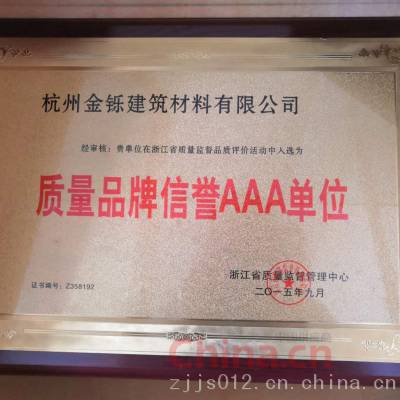 杭州金铄建筑材料有限公司
经审核：贵单位在浙江省质量监督品质评价活动中入选为
质量品牌信誉AAA单位
浙江省质量监督管理中心
证书编号：Z358192
二〇一五年九月
China.cn
zjjs012.cn.china.cn